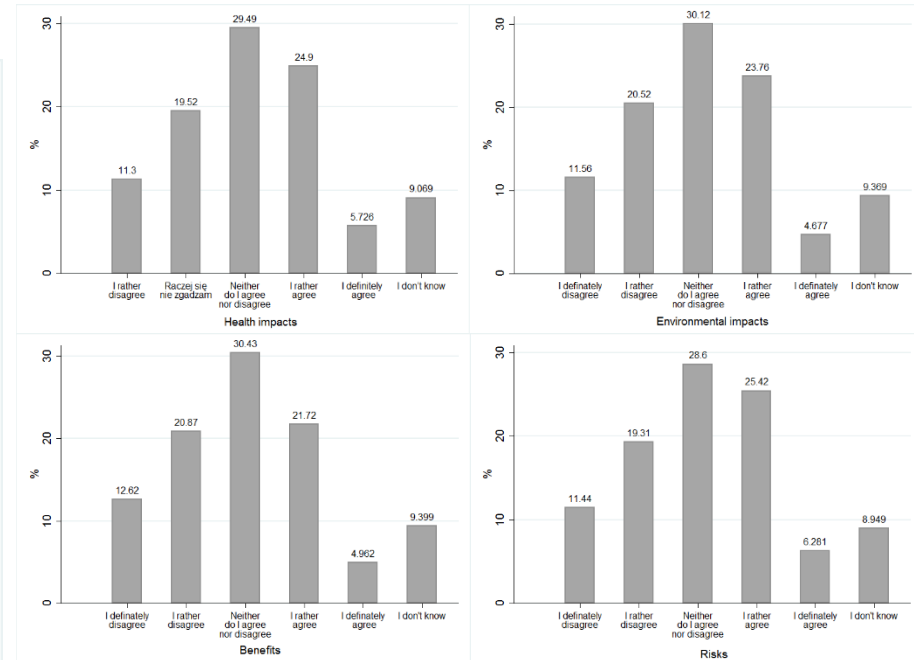 30
20
10
0
%
29.49
24.9
19.52
11.3
5.726
9.069
I rather
disagree
Raczej się
nie zgadzam
Neither
do I agree
nor disagree
I rather
agree
I definitely
agree
I don't know
Health impacts
30
20
10
0
%
30.12
23.76
20.52
11.56
4.677
9.369
I definately
disagree
I rather
disagree
Neither
do I agree
nor disagree
I rather
agree
I definately
agree
I don't know
Environmental impacts
30
20
10
0
%
30.43
21.72
20.87
12.62
4.962
9.399
I definately
disagree
I rather
disagree
Neither
do I agree
nor disagree
I rather
agree
I definately
agree
I don't know
Benefits
30
20
10
0
%
28.6
25.42
19.31
11.44
6.281
8.949
I definately
disagree
I rather
disagree
Neither
do I agree
nor disagree
I rather
agree
I definately
agree
I don't know
Risks